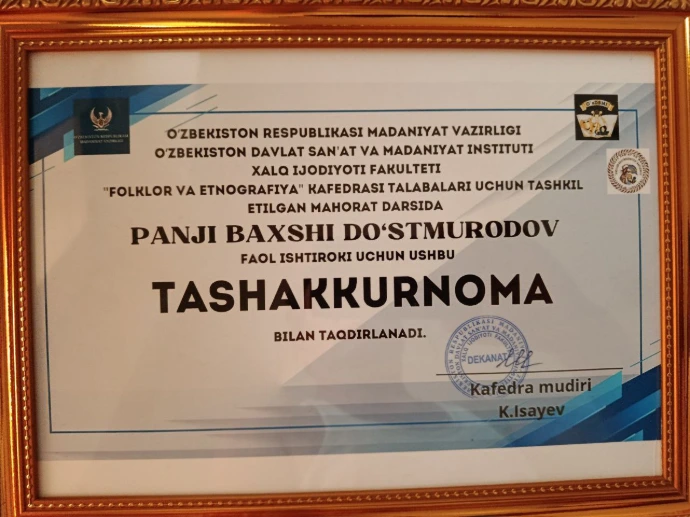 O'ZBEKISTON RESPUBLIKASI MADANIYAT VAZIRLIGI
O'ZBEKISTON DAVLAT SAN'AT VA MADANIYAT INSTITUTI
XALQ IJODIYOTI FAKULTETI
"FOLKLOR VA ETNOGRAFIYA" KAFEDRASI TALABALARI UCHUN TASHKIL
ETILGAN MAHORAT DARSIDA
PANJI BAXSHI DO‘STMURODOV
FAOL ISHTIROKI UCHUN USHBU
TASHAKKURNOMA
BILAN TAQDIRLANADI.
DEKANAT
Kafedra mudiri
K.Isayev